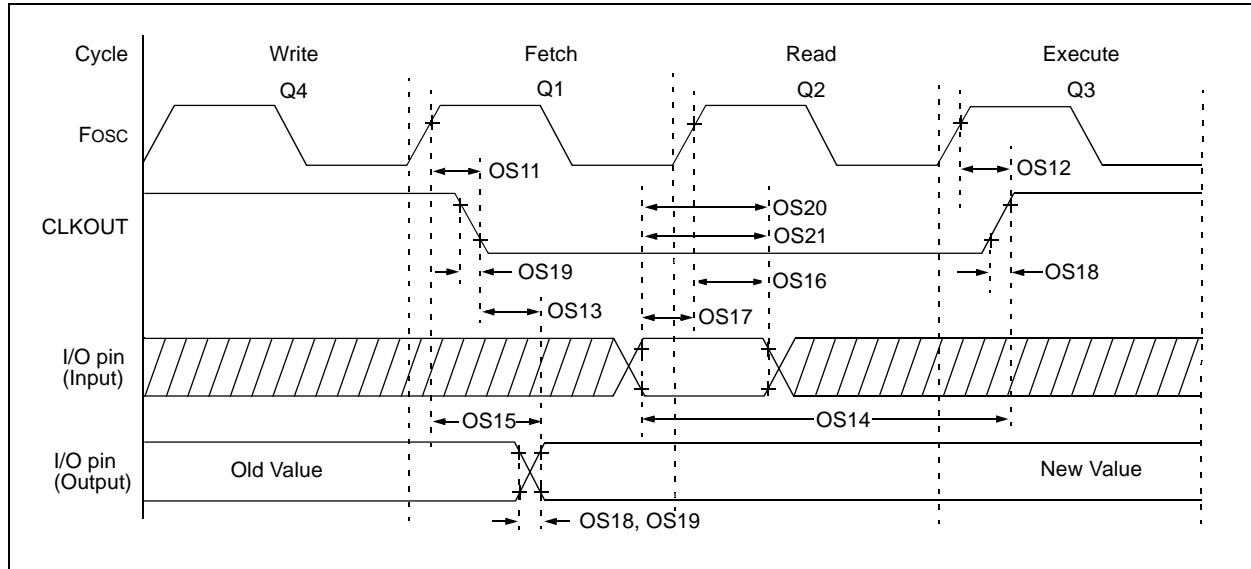 Cycle Write Fetch Read Execute
Q4 Q1 Q2 Q3
Fosc
OS11 OS12
CLKOUT
OS20
OS21
OS19 OS16 OS18
OS13 OS17
I/O pin
(Input)
OS15 OS14
I/O pin
(Output)
Old Value New Value
OS18, OS19